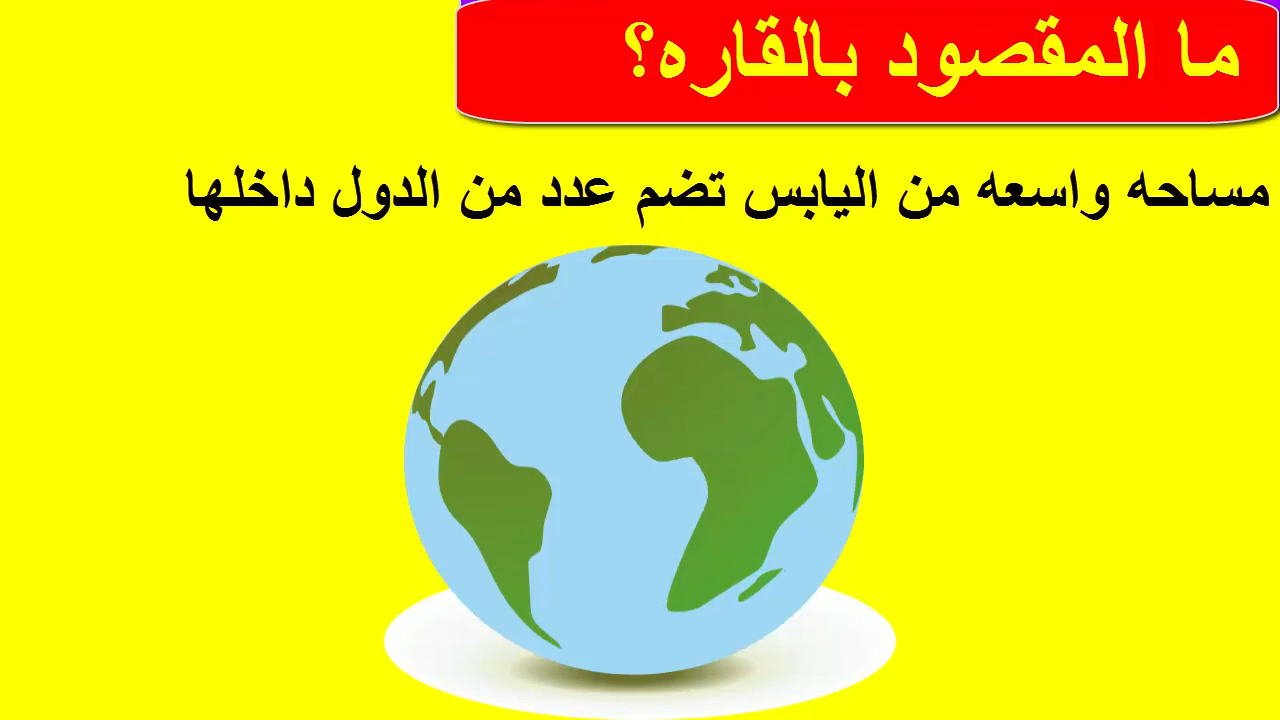 ما المقصود بالقاره؟
مساحه واسعه من اليابس تضم عدد من الدول داخلها